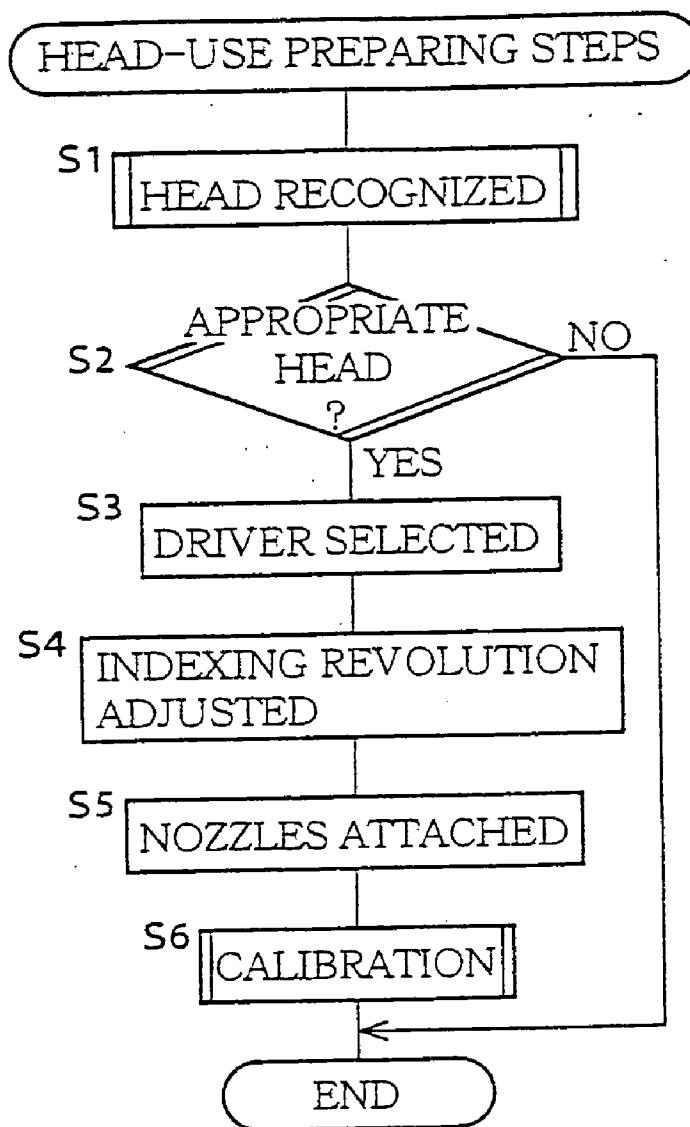 HEAD-USE PREPARING STEPS
S1
HEAD RECOGNIZED
APPROPRIATE
HEAD
?
S2
NO
YES
S3
DRIVER SELECTED
S4
INDEXING REVOLUTION
ADJUSTED
S5
NOZZLES ATTACHED
S6
CALIBRATION
END